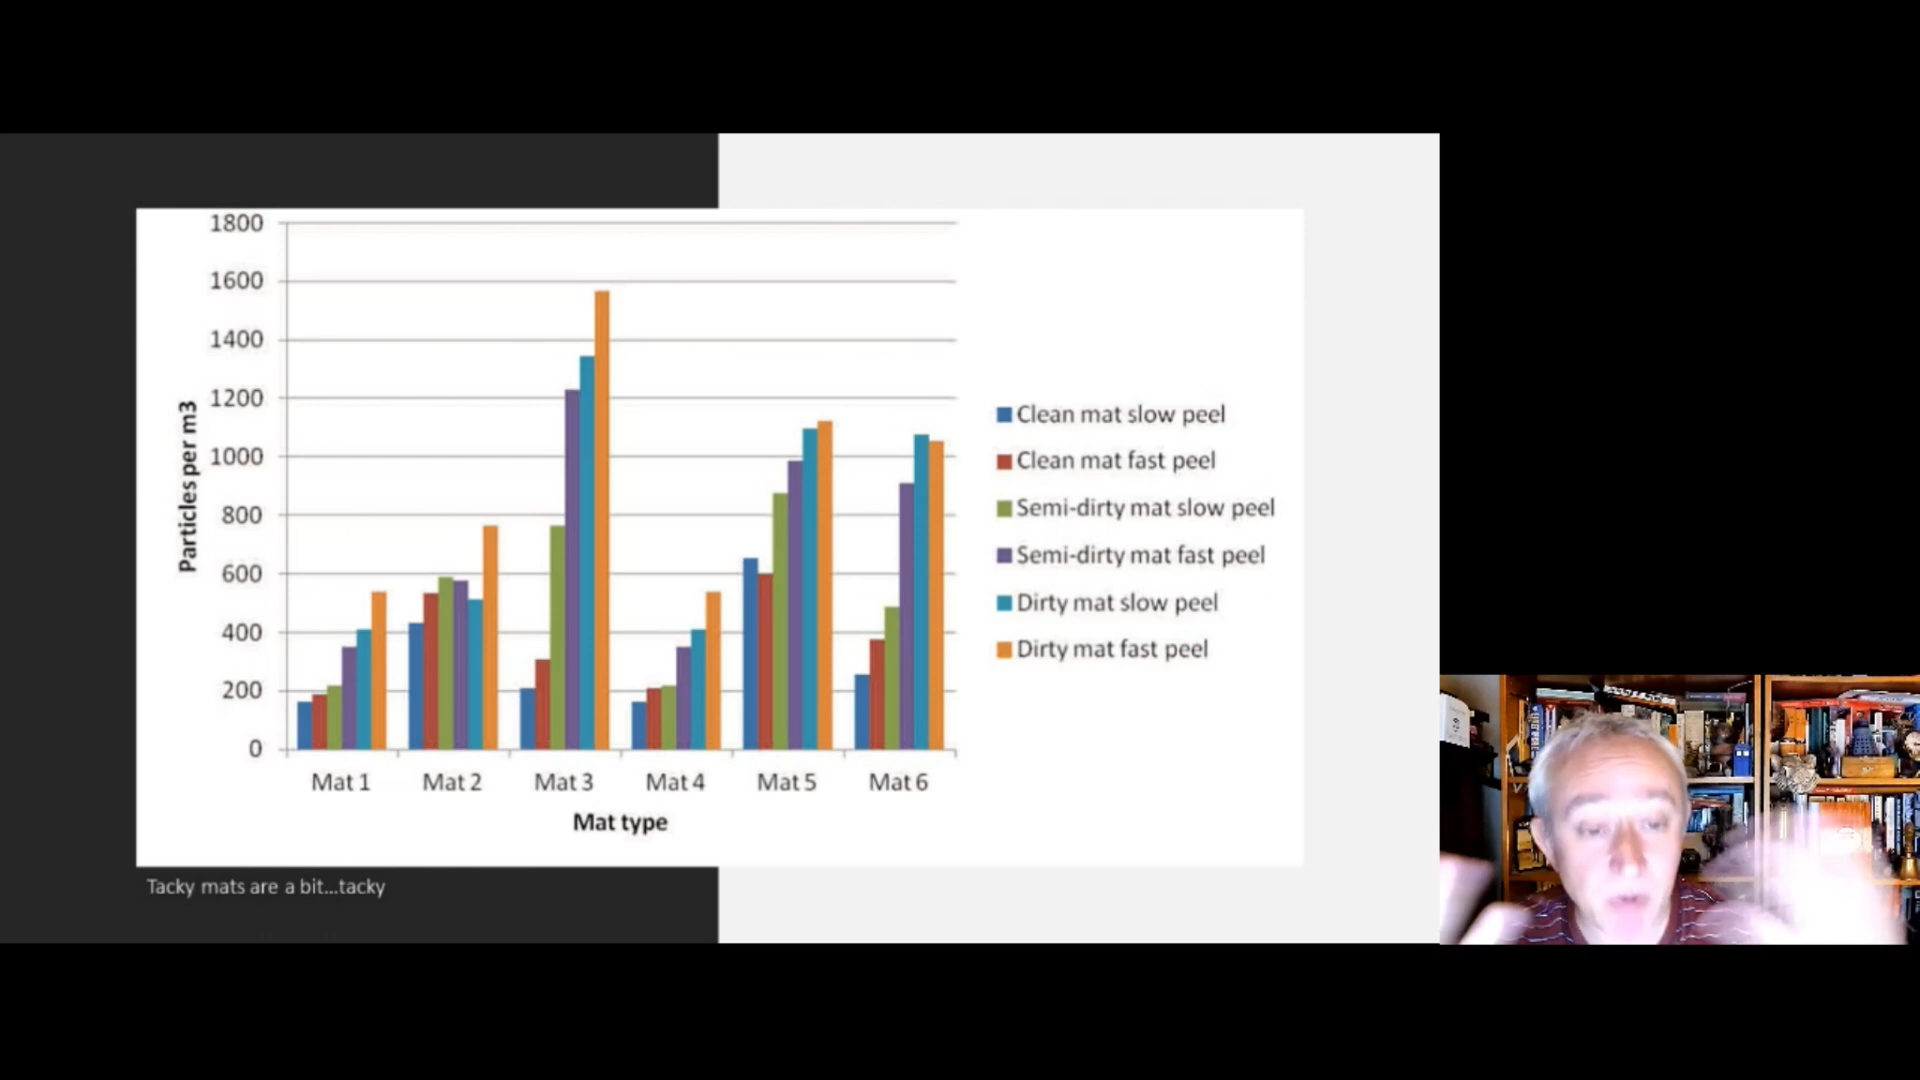 1800
1600
1400
1200
1000
800
600
400
200
0
Particles per m3
Mat 1 Mat 2 Mat 3 Mat 4 Mat 5 Mat 6
Mat type
Clean mat slow peel
Clean mat fast peel
Semi-dirty mat slow peel
Semi-dirty mat fast peel
Dirty mat slow peel
Dirty mat fast peel
Tacky mats are a bit...tacky